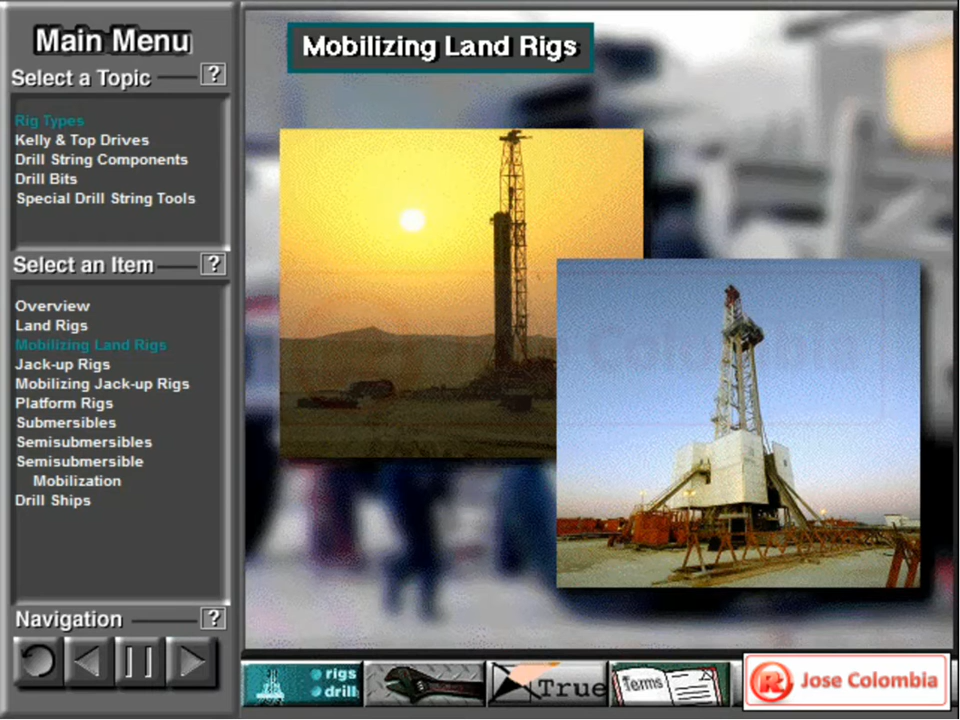 Main Menu
Select a Topic
?
Rig Types
Kelly & Top Drives
Drill String Components
Drill Bits
Special Drill String Tools
Select an Item
?
Overview
Land Rigs
Mobilizing Land Rigs
Jack-up Rigs
Mobilizing Jack-up Rigs
Platform Rigs
Submersibles
Semisubmersibles
Semisubmersible
Mobilization
Drill Ships
Navigation
?
Mobilizing Land Rigs
rigs
drill
True
Terms
R Jose Colombia